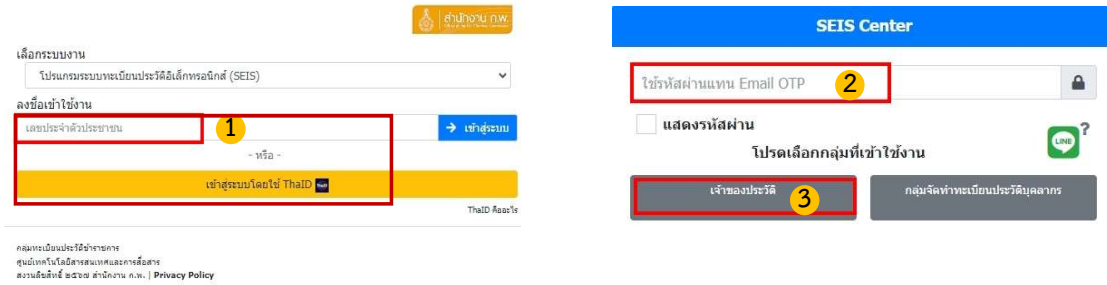 สำนักงาน ก.พ.
เลือกระบบงาน
โปรแกรมระบบทะเบียนประวัติอิเล็กทรอนิกส์ (SEIS)
ลงชื่อเข้าใช้งาน
เลขประจำตัวประชาชน
1
เข้าสู่ระบบ
- หรือ -
เข้าสู่ระบบโดยใช้ ThaID
ThaID คืออะไร
กลุ่มทะเบียนประวัติข้าราชการ
ศูนย์เทคโนโลยีสารสนเทศและการสื่อสาร
สงวนลิขสิทธิ์ ๒๕๖๗ สำนักงาน ก.พ. | Privacy Policy
SEIS Center
ใช้รหัสผ่านแทน Email OTP
2
แสดงรหัสผ่าน
LINE
?
โปรดเลือกกลุ่มที่เข้าใช้งาน
เจ้าของประวัติ
3
กลุ่มจัดทำทะเบียนประวัติบุคลากร